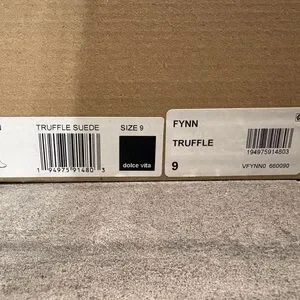 N
TRUFFLE SUEDE
SIZE 9
1 94975 91480 3
dolce vita
FYNN
194975914803
TRUFFLE
9
VFYNN0 660090